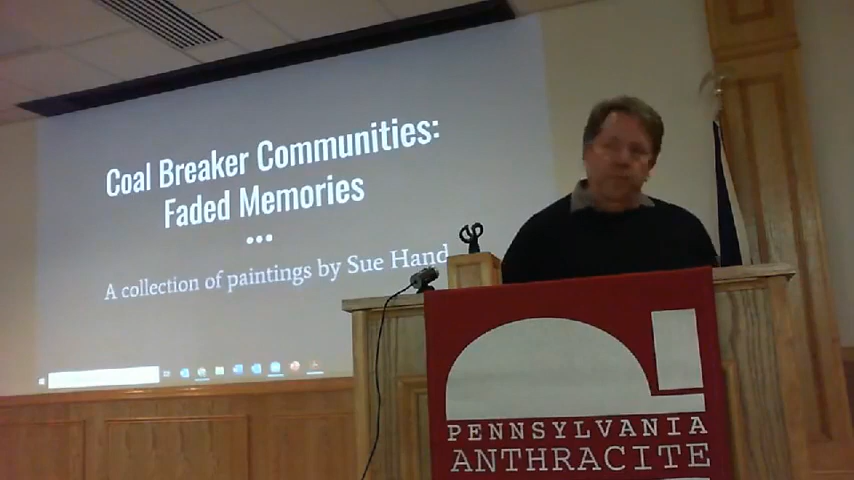 Coal Breaker Communities:
Faded Memories
A collection of paintings by Sue Hand
PENNSYLVANIA
ANTHRACITE